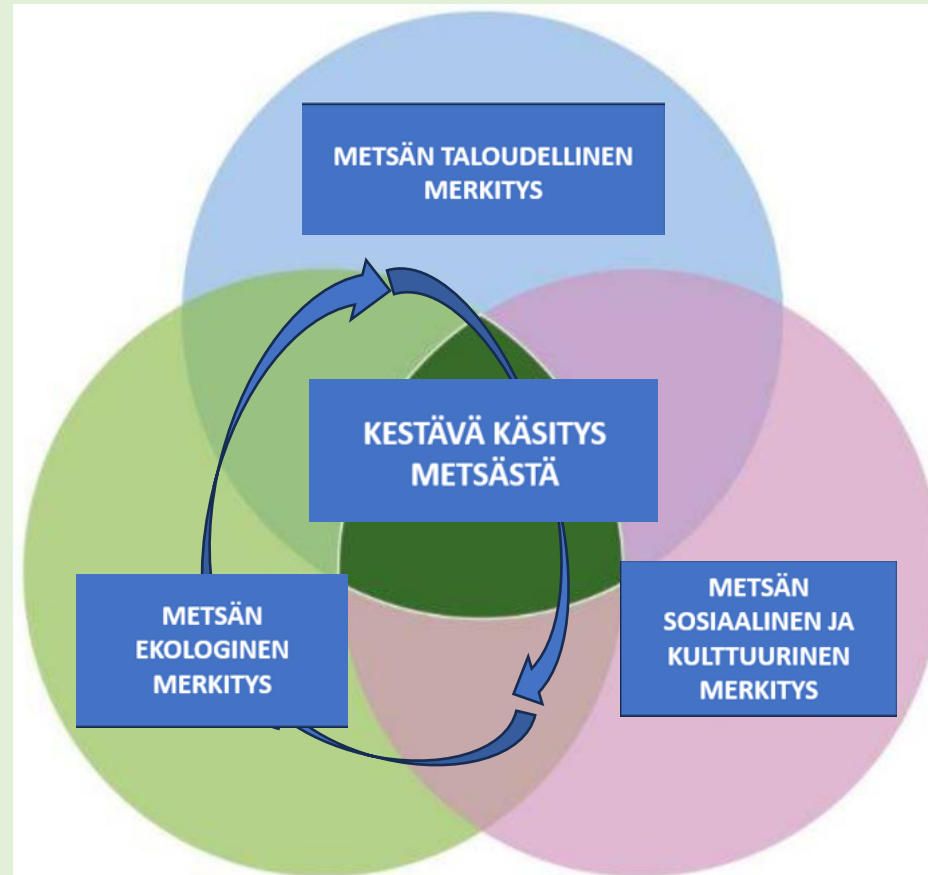 METSÄN TALOUDELLINEN
MERKITYS
KESTÄVÄ KÄSITYS
METSÄSTÄ
METSÄN
EKOLOGINEN
MERKITYS
METSÄN
SOSIAALINEN JA
KULTTUURINEN
MERKITYS